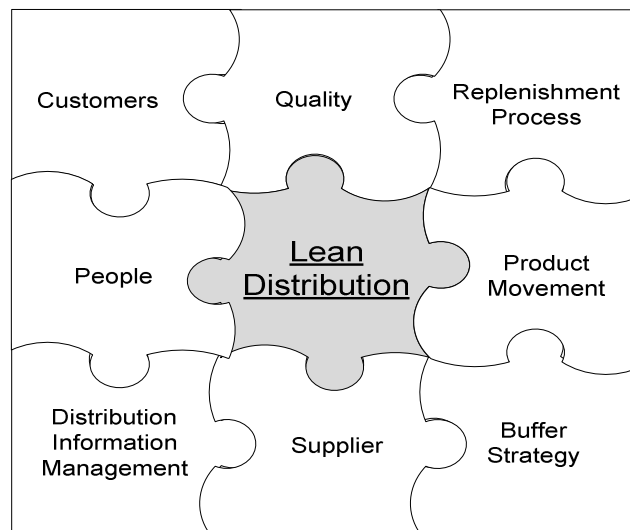 Customers
Quality
Replenishment
Process
People
Lean
Distribution
Product
Movement
Distribution
Information
Management
Supplier
Buffer
Strategy